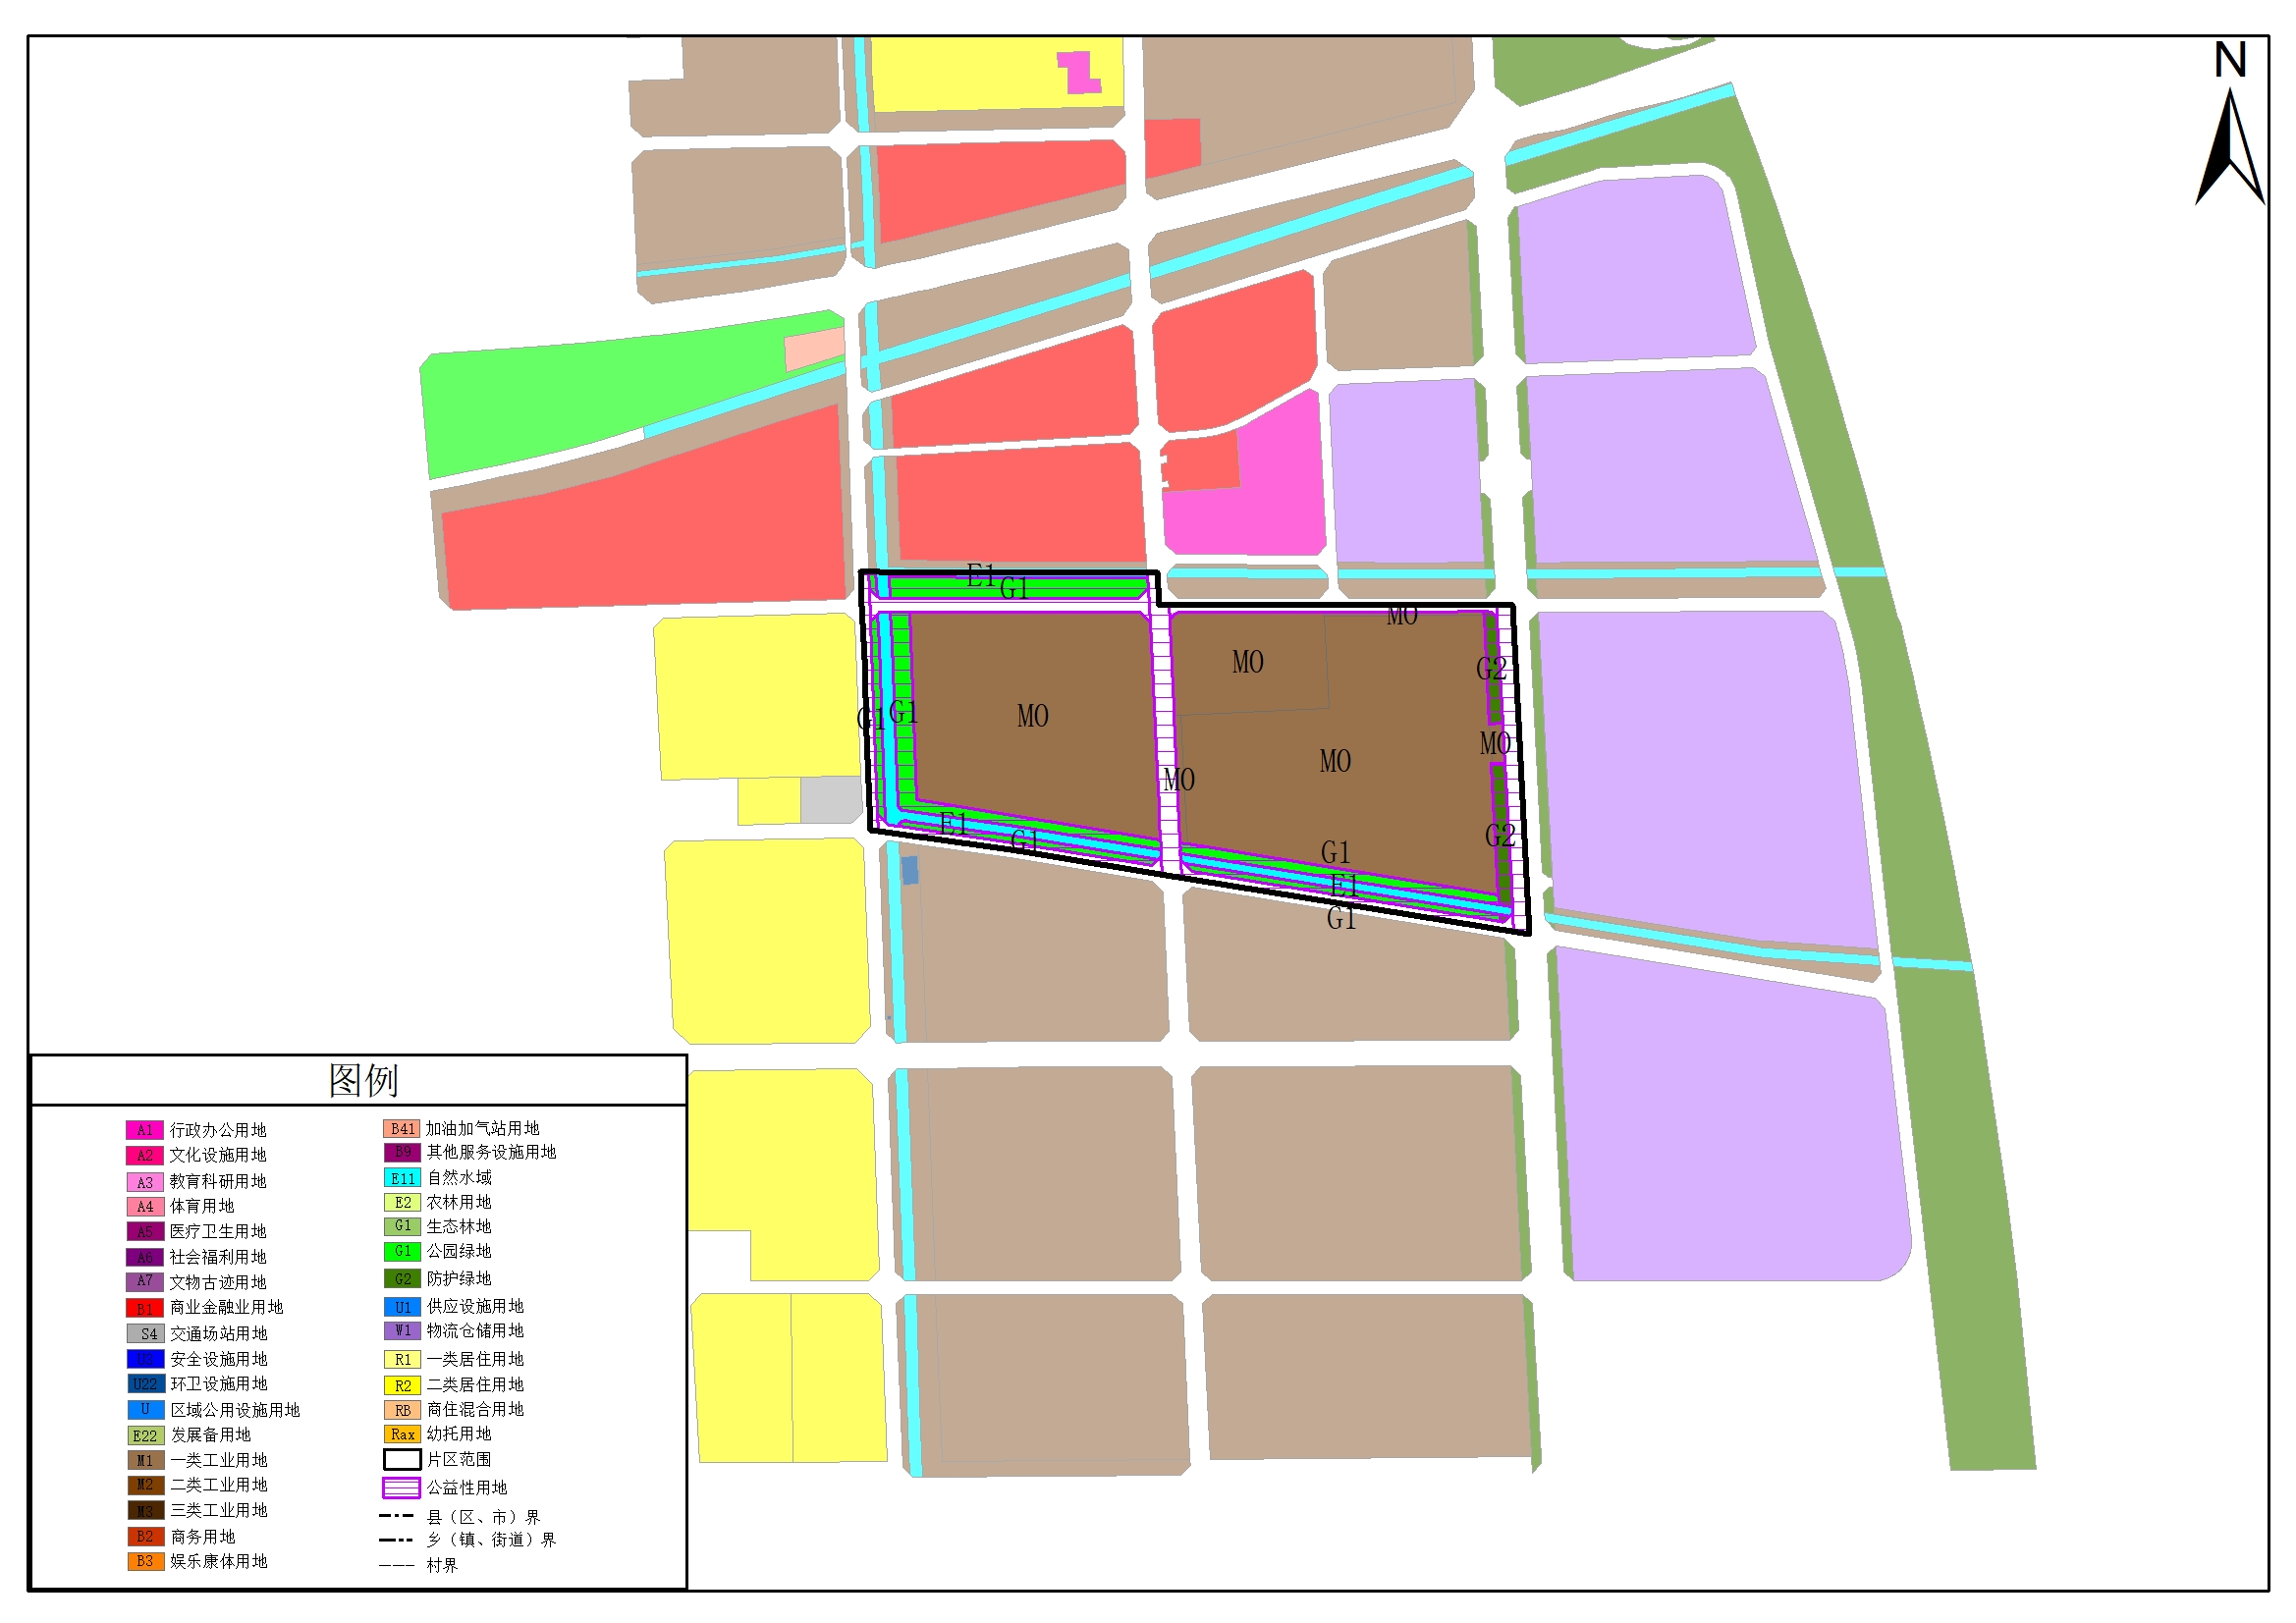 N
E1
G1
MO
MO
G2
G1
G1
MO
MO
MO
MO
E1
G1
G2
G1
E1
G1
图例
A1 行政办公用地
A2 文化设施用地
A3 教育科研用地
A4 体育用地
A5 医疗卫生用地
A6 社会福利用地
A7 文物古迹用地
B1 商业金融业用地
S4 交通场站用地
安全设施用地
U22 环卫设施用地
U 区域公用设施用地
E22 发展备用地
M1 一类工业用地
M2 二类工业用地
M3 三类工业用地
B2 商务用地
B3 娱乐康体用地
B41 加油加气站用地
B9 其他服务设施用地
E11 自然水域
E2 农林用地
G1 生态林地
G1 公园绿地
G2 防护绿地
U1 供应设施用地
W1 物流仓储用地
R1 一类居住用地
R2 二类居住用地
RB 商住混合用地
Rax 幼托用地
片区范围
公益性用地
县（区、市）界
乡（镇、街道）界
村界